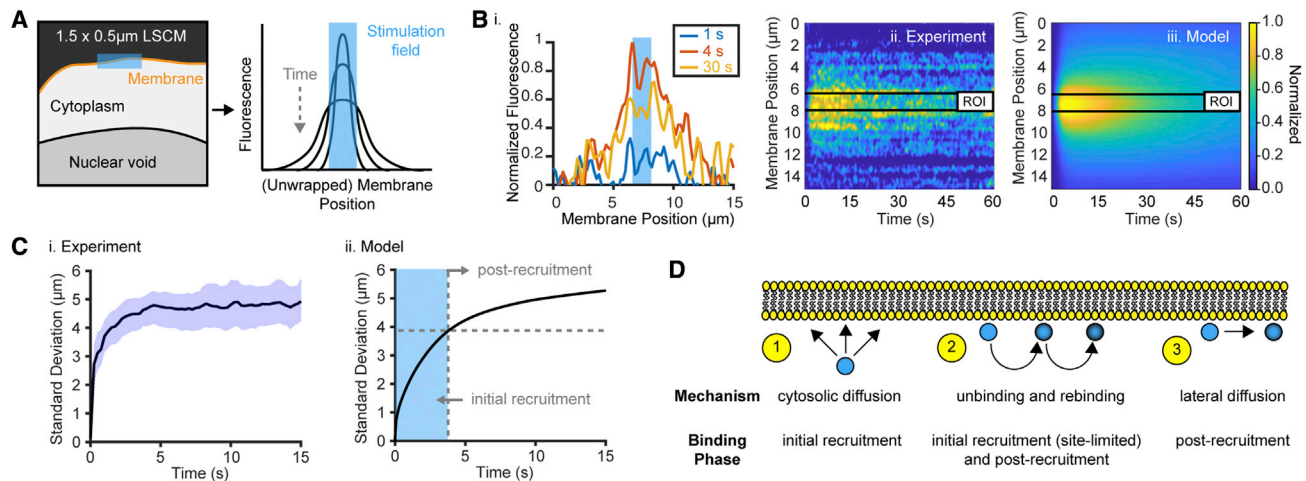 A
1.5 x 0.5μm LSCM
Membrane
Cytoplasm
Nuclear void
Fluorescence
Time
Stimulation
field
(Unwrapped) Membrane
Position
B
i.
Normalized Fluorescence
1
0.8
0.6
0.4
0.2
0
0 5 10 15
Membrane Position (μm)
1 s
4 s
30 s
ii. Experiment
Membrane Position (μm)
0
2
4
6
8
10
12
14
ROI
0 15 30 45 60
Time (s)
iii. Model
Membrane Position (μm)
0
2
4
6
8
10
12
14
ROI
0 15 30 45 60
Time (s)
1.0
0.8
0.6
0.4
0.2
0.0
Normalized
C
i. Experiment
Standard Deviation (μm)
6
5
4
3
2
1
0
0 5 10 15
Time (s)
ii. Model
Standard Deviation (μm)
6
5
4
3
2
1
0
post-recruitment
initial recruitment
0 5 10 15
Time (s)
D
1
2
3
Mechanism cytosolic diffusion unbinding and rebinding lateral diffusion
Binding initial recruitment initial recruitment (site-limited) post-recruitment
Phase and post-recruitment